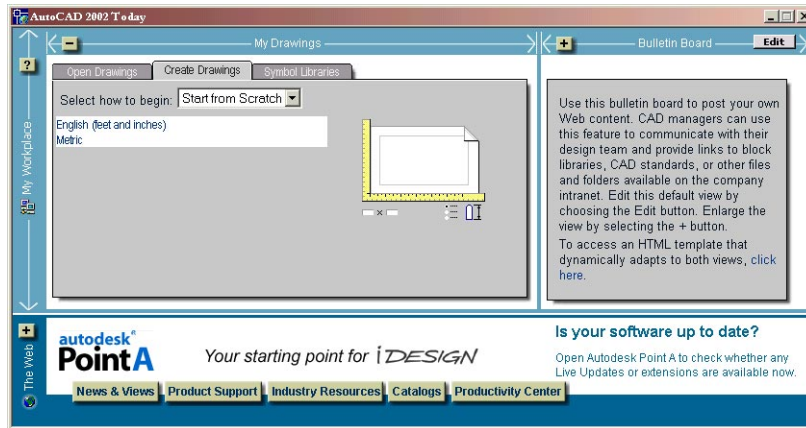 AutoCAD 2002 Today
My Drawings
Bulletin Board
Edit
?
My Workplace
Open Drawings
Create Drawings
Symbol Libraries
Select how to begin: Start from Scratch
English (feet and inches)
Metric
Use this bulletin board to post your own
Web content. CAD managers can use
this feature to communicate with their
design team and provide links to block
libraries, CAD standards, or other files
and folders available on the company
intranet. Edit this default view by
choosing the Edit button. Enlarge the
view by selecting the + button.
To access an HTML template that
dynamically adapts to both views, click
here.
The Web
autodesk®
Point A
Your starting point for iDESIGN
Is your software up to date?
Open Autodesk Point A to check whether any
Live Updates or extensions are available now.
News & Views
Product Support
Industry Resources
Catalogs
Productivity Center